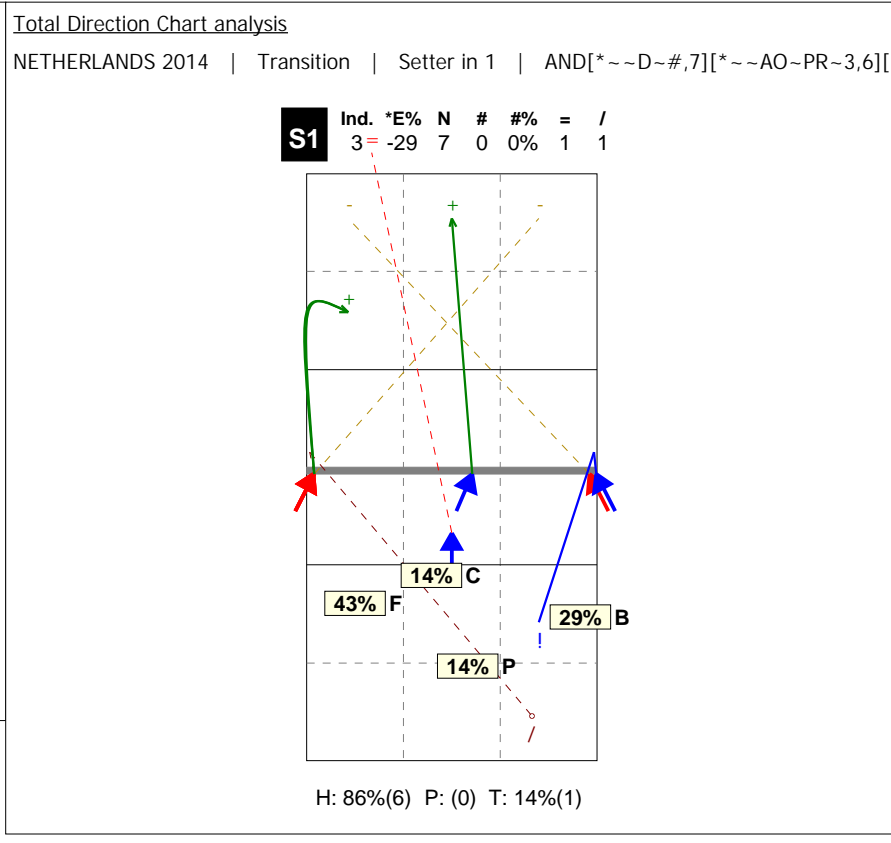 Total Direction Chart analysis
NETHERLANDS 2014 | Transition | Setter in 1 | AND[*~~D~#,7][*~~AO~PR~3,6][
Ind. *E% N # #% = /
S1 3 = -29 7 0 0% 1 1
- + -
+
14% C
43% F
29% B
!
14% P
/
H: 86%(6) P: (0) T: 14%(1)